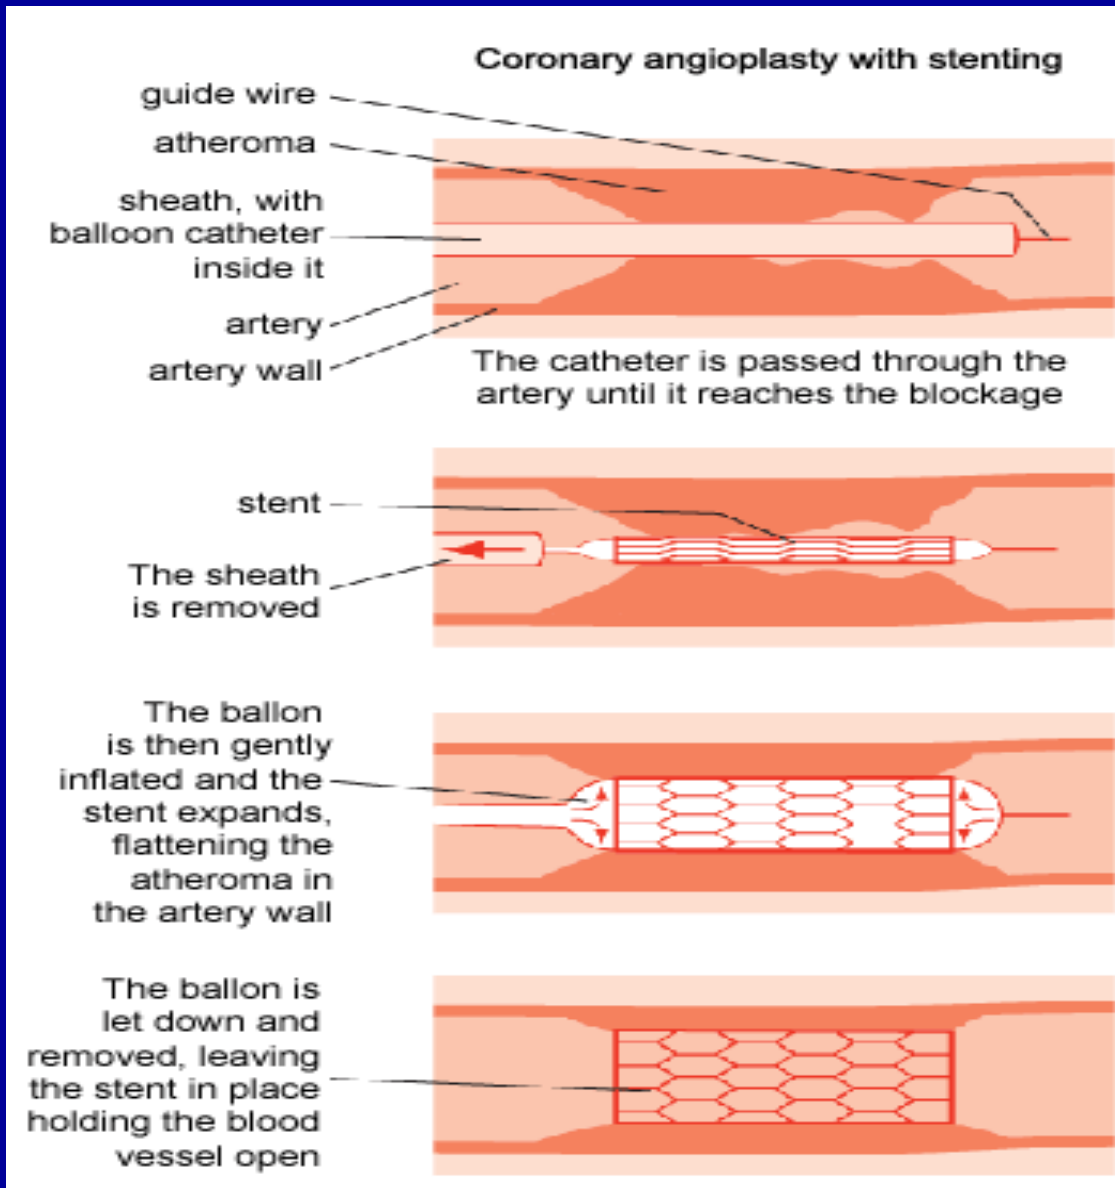 Coronary angioplasty with stenting
guide wire
atheroma
sheath, with
balloon catheter
inside it
artery
artery wall
The catheter is passed through the
artery until it reaches the blockage
stent
The sheath
is removed
The ballon
is then gently
inflated and the
stent expands,
flattening the
atheroma in
the artery wall
The ballon is
let down and
removed, leaving
the stent in place
holding the blood
vessel open